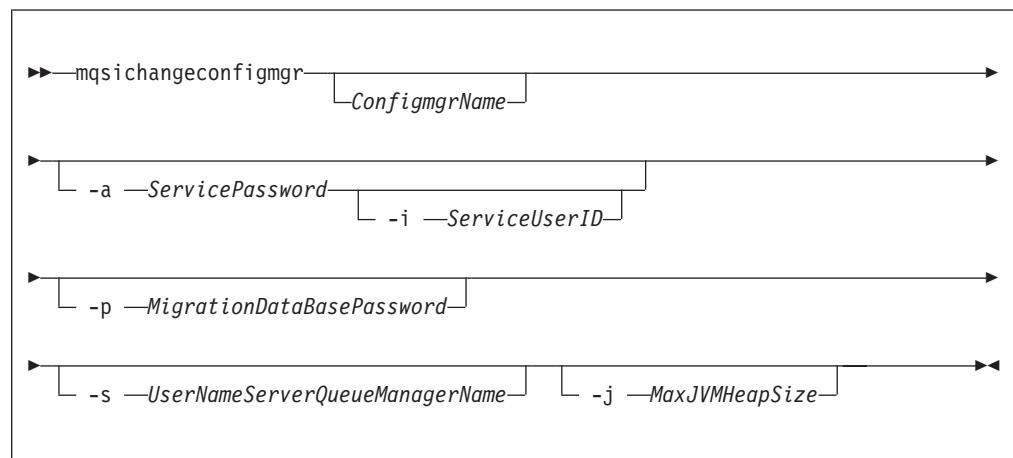 mqsichangeconfigmgr
ConfigmgrName
-a ServicePassword
-i ServiceUserID
-p MigrationDataBasePassword
-s UserNameServerQueueManagerName -j MaxJVMHeapSize